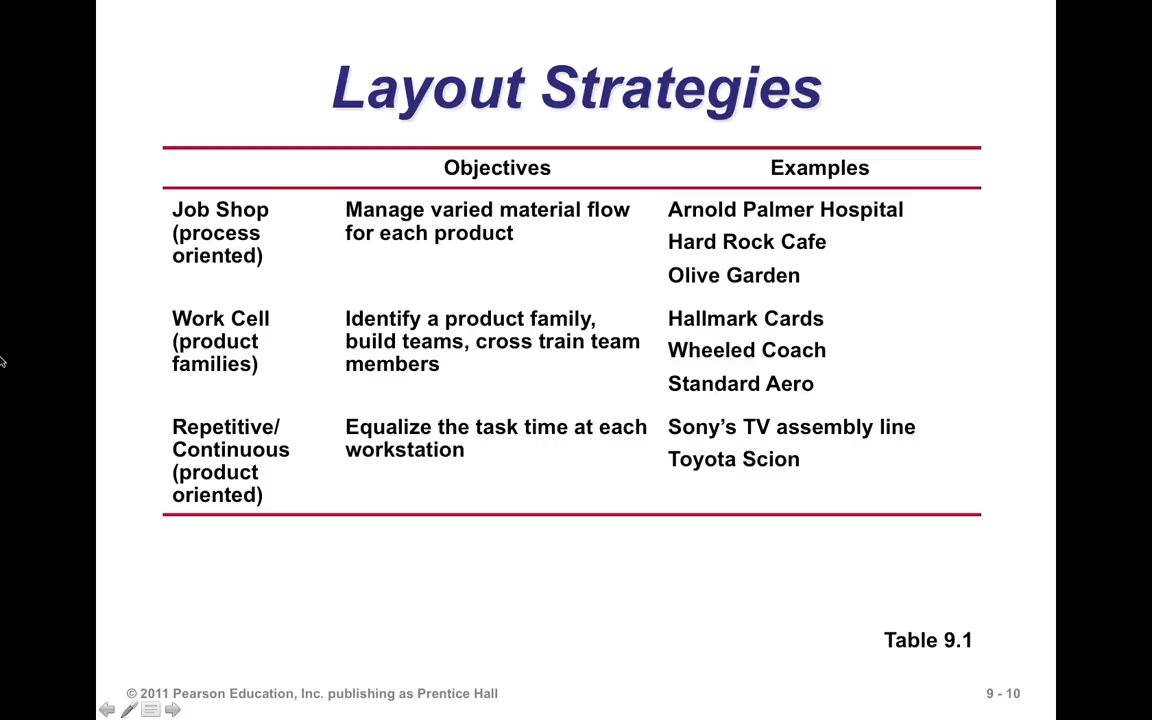 Layout Strategies
Objectives
Examples
Job Shop
(process
oriented)
Manage varied material flow
for each product
Arnold Palmer Hospital
Hard Rock Cafe
Olive Garden
Work Cell
(product
families)
Identify a product family,
build teams, cross train team
members
Hallmark Cards
Wheeled Coach
Standard Aero
Repetitive/
Continuous
(product
oriented)
Equalize the task time at each
workstation
Sony’s TV assembly line
Toyota Scion
Table 9.1
© 2011 Pearson Education, Inc. publishing as Prentice Hall
9 - 10